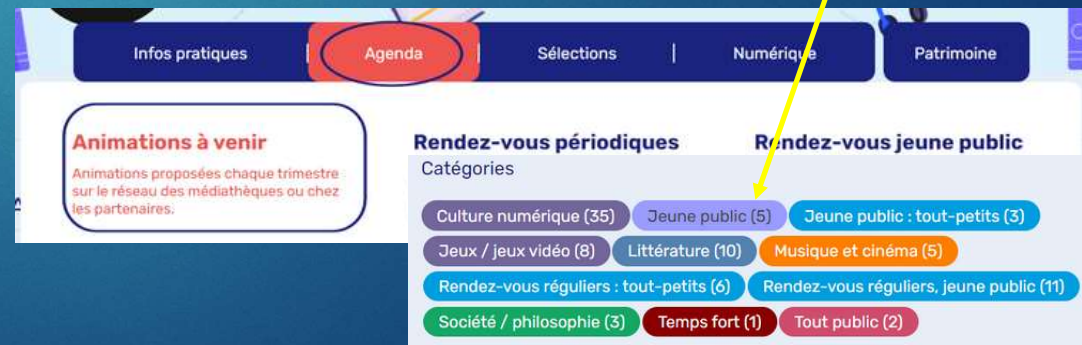 Infos pratiques | Agenda | Sélections | Numérique Patrimoine
Animations à venir
Animations proposées chaque trimestre
sur le réseau des médiathèques ou chez
les partenaires.
Rendez-vous périodiques
Rendez-vous jeune public
Catégories
Culture numérique (35) Jeune public (5) Jeune public : tout-petits (3)
Jeux / jeux vidéo (8) Littérature (10) Musique et cinéma (5)
Rendez-vous réguliers : tout-petits (6) Rendez-vous réguliers, jeune public (11)
Société / philosophie (3) Temps fort (1) Tout public (2)